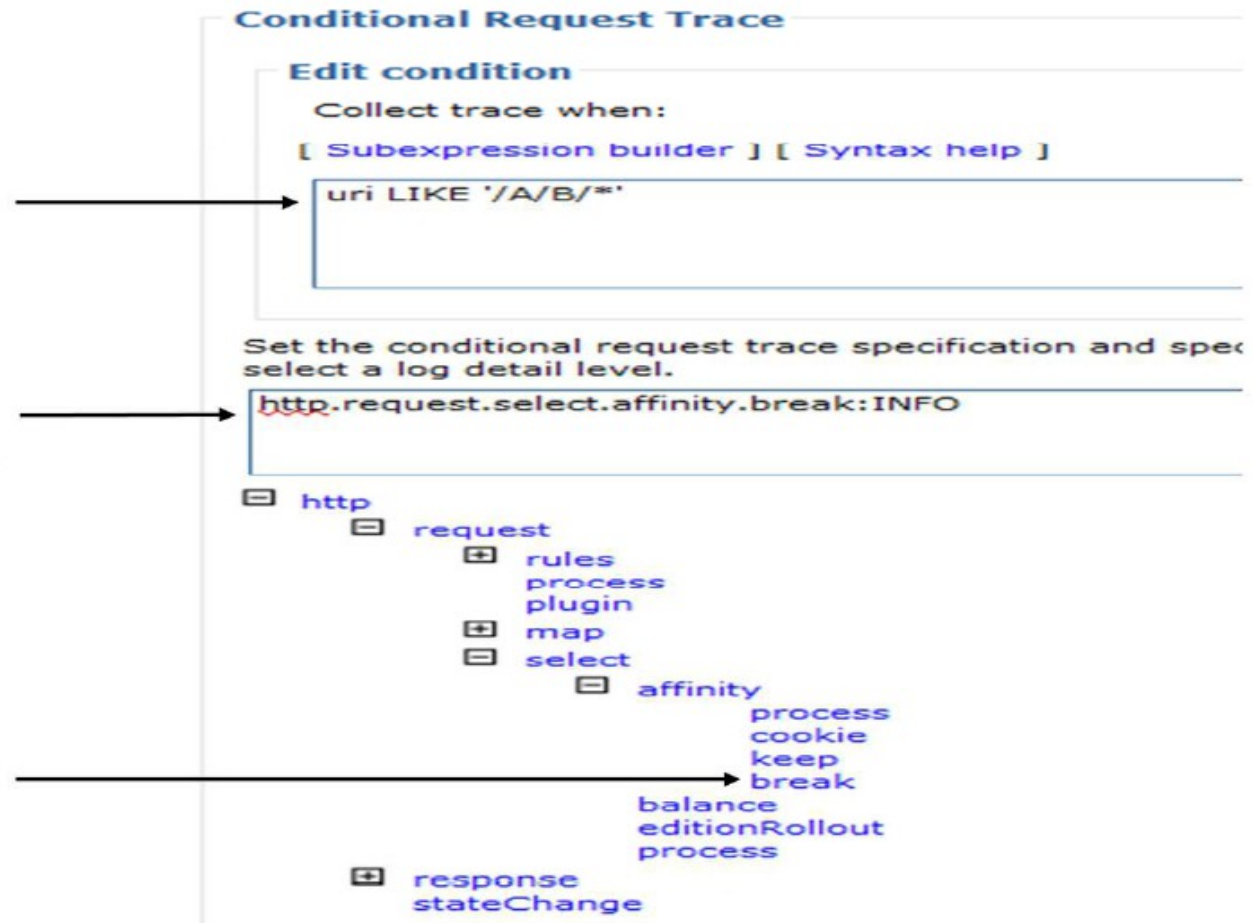 Conditional Request Trace
Edit condition
Collect trace when:
[ Subexpression builder ] [ Syntax help ]
uri LIKE '/A/B/*'
Set the conditional request trace specification and spec
select a log detail level.
http.request.select.affinity.break:INFO
http
request
rules
process
plugin
map
select
affinity
process
cookie
keep
break
balance
editionRollout
process
response
stateChange